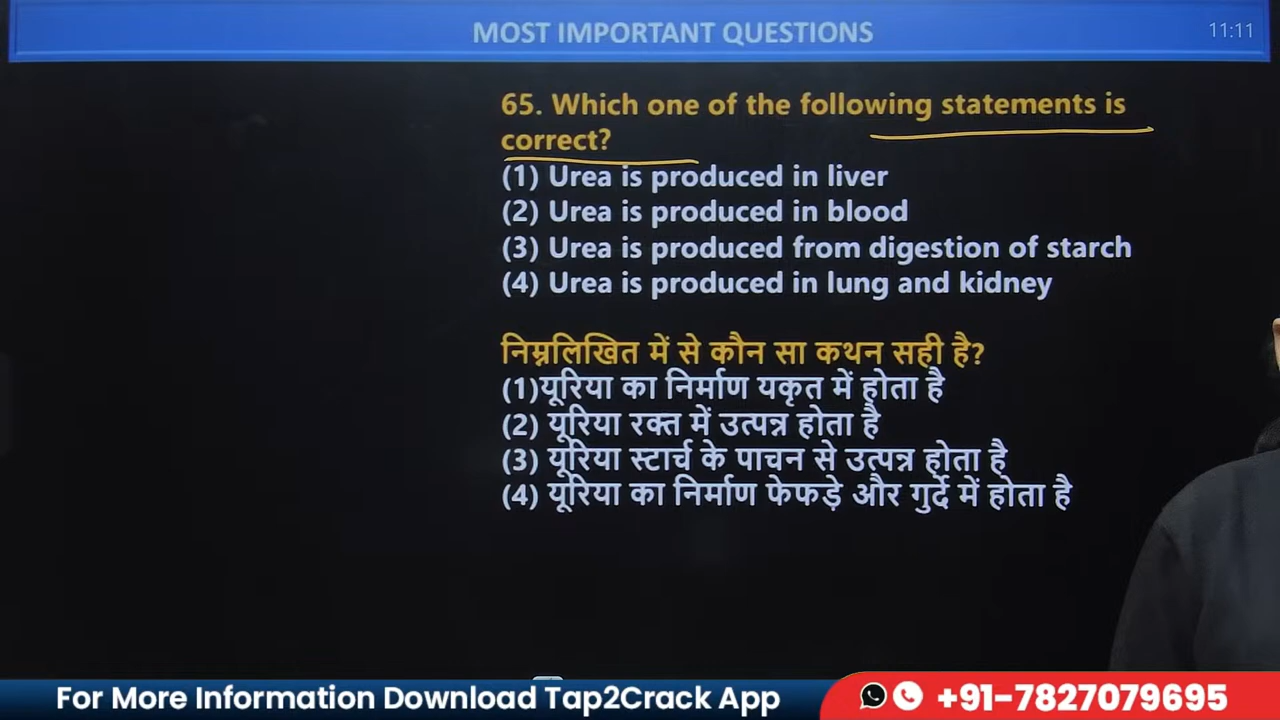 MOST IMPORTANT QUESTIONS
11:11
65. Which one of the following statements is
correct?
(1) Urea is produced in liver
(2) Urea is produced in blood
(3) Urea is produced from digestion of starch
(4) Urea is produced in lung and kidney
निम्नलिखित में से कौन सा कथन सही है?
(1)यूरिया का निर्माण यकृत में होता है
(2) यूरिया रक्त में उत्पन्न होता है
(3) यूरिया स्टार्च के पाचन से उत्पन्न होता है
(4) यूरिया का निर्माण फेफड़े और गुर्दे में होता है
For More Information Download Tap2Crack App
+91-7827079695